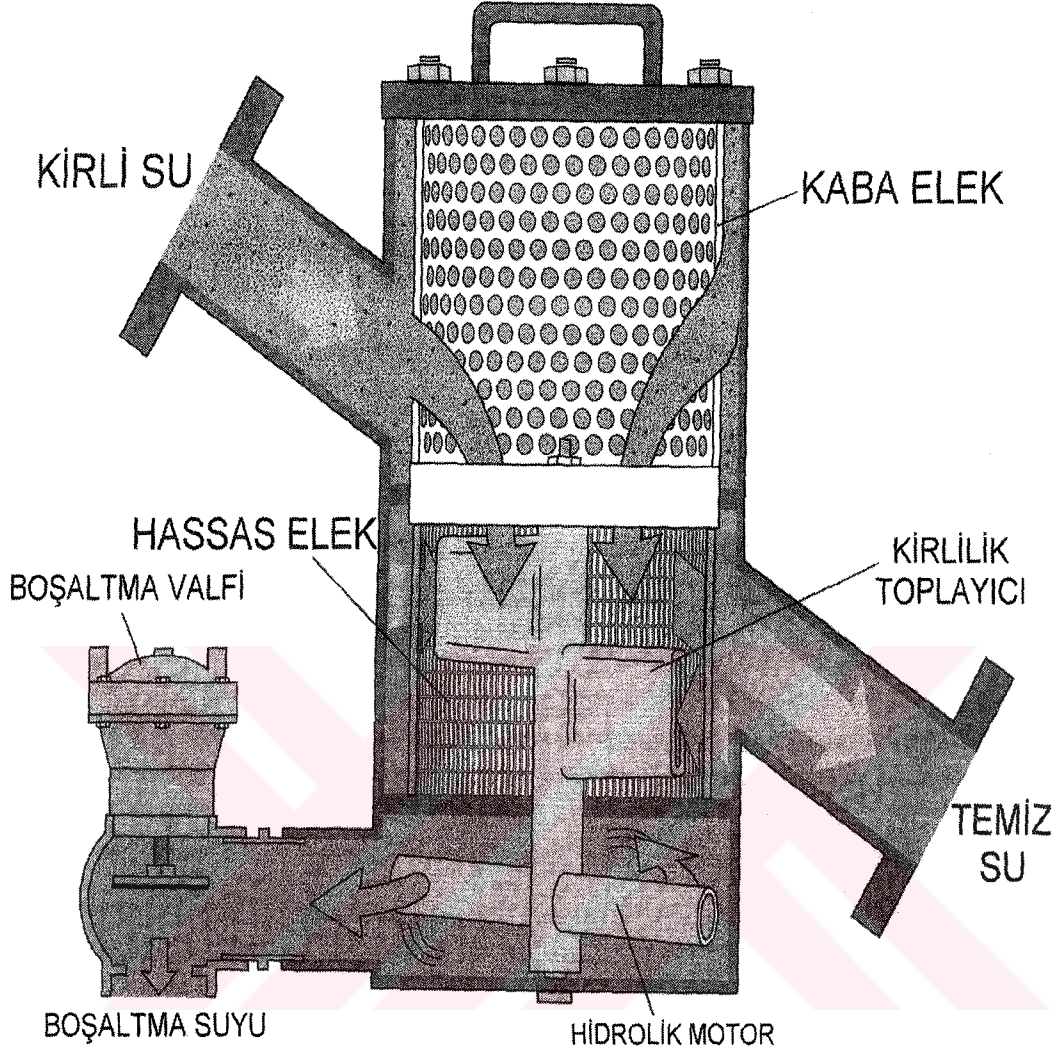 KİRLİ SU
KABA ELEK
HASSAS ELEK
KİRLİLİK
TOPLAYICI
BOŞALTMA VALFİ
TEMİZ
SU
BOŞALTMA SUYU
HİDROLİK MOTOR